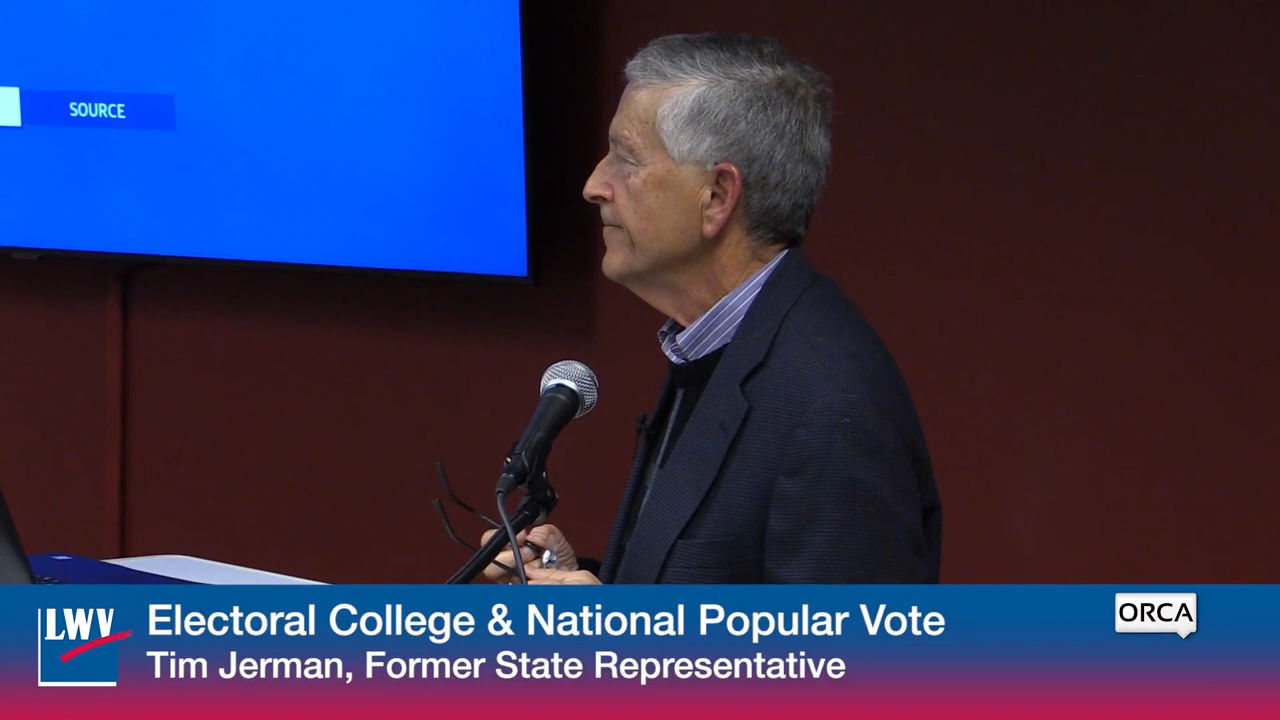 SOURCE
LWV
Electoral College & National Popular Vote
Tim Jerman, Former State Representative
ORCA